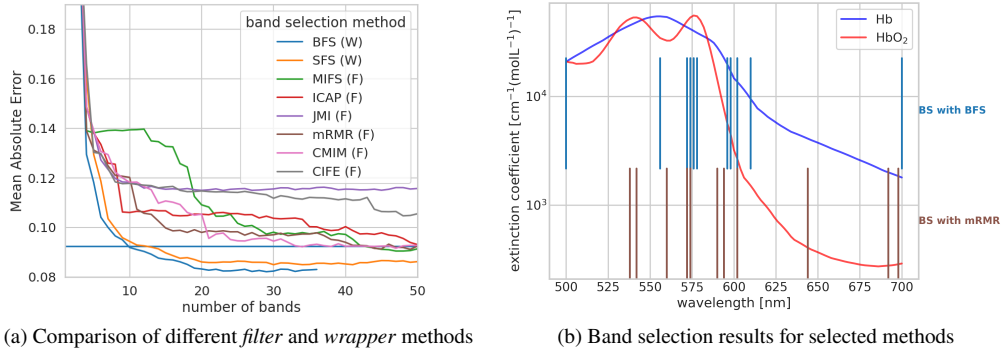 0.18
0.16
0.14
0.12
0.10
0.08
Mean Absolute Error
10
20
30
40
50
number of bands
band selection method
BFS (W)
SFS (W)
MIFS (F)
ICAP (F)
JMI (F)
mRMR (F)
CMIM (F)
CIFE (F)
(a) Comparison of different filter and wrapper methods
extinction coefficient [cm⁻¹(molL⁻¹)⁻¹]
10⁴
10³
Hb
HbO₂
BS with BFS
BS with mRMR
500
525
550
575
600
625
650
675
700
wavelength [nm]
(b) Band selection results for selected methods